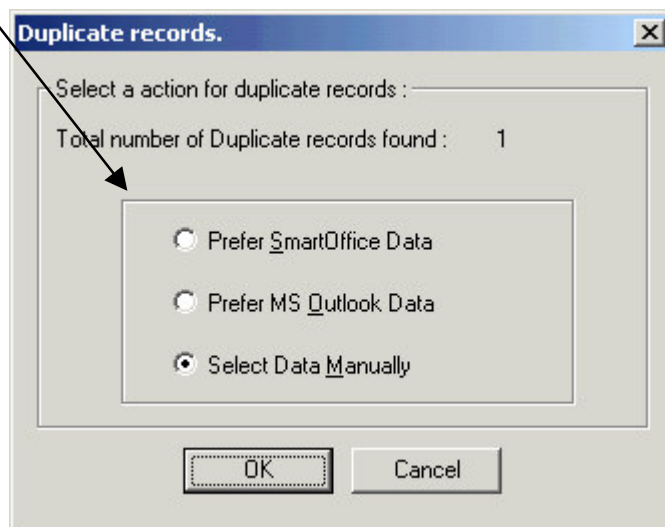 Duplicate records.
Select a action for duplicate records :
Total number of Duplicate records found : 1
Prefer SmartOffice Data
Prefer MS Outlook Data
Select Data Manually
OK Cancel